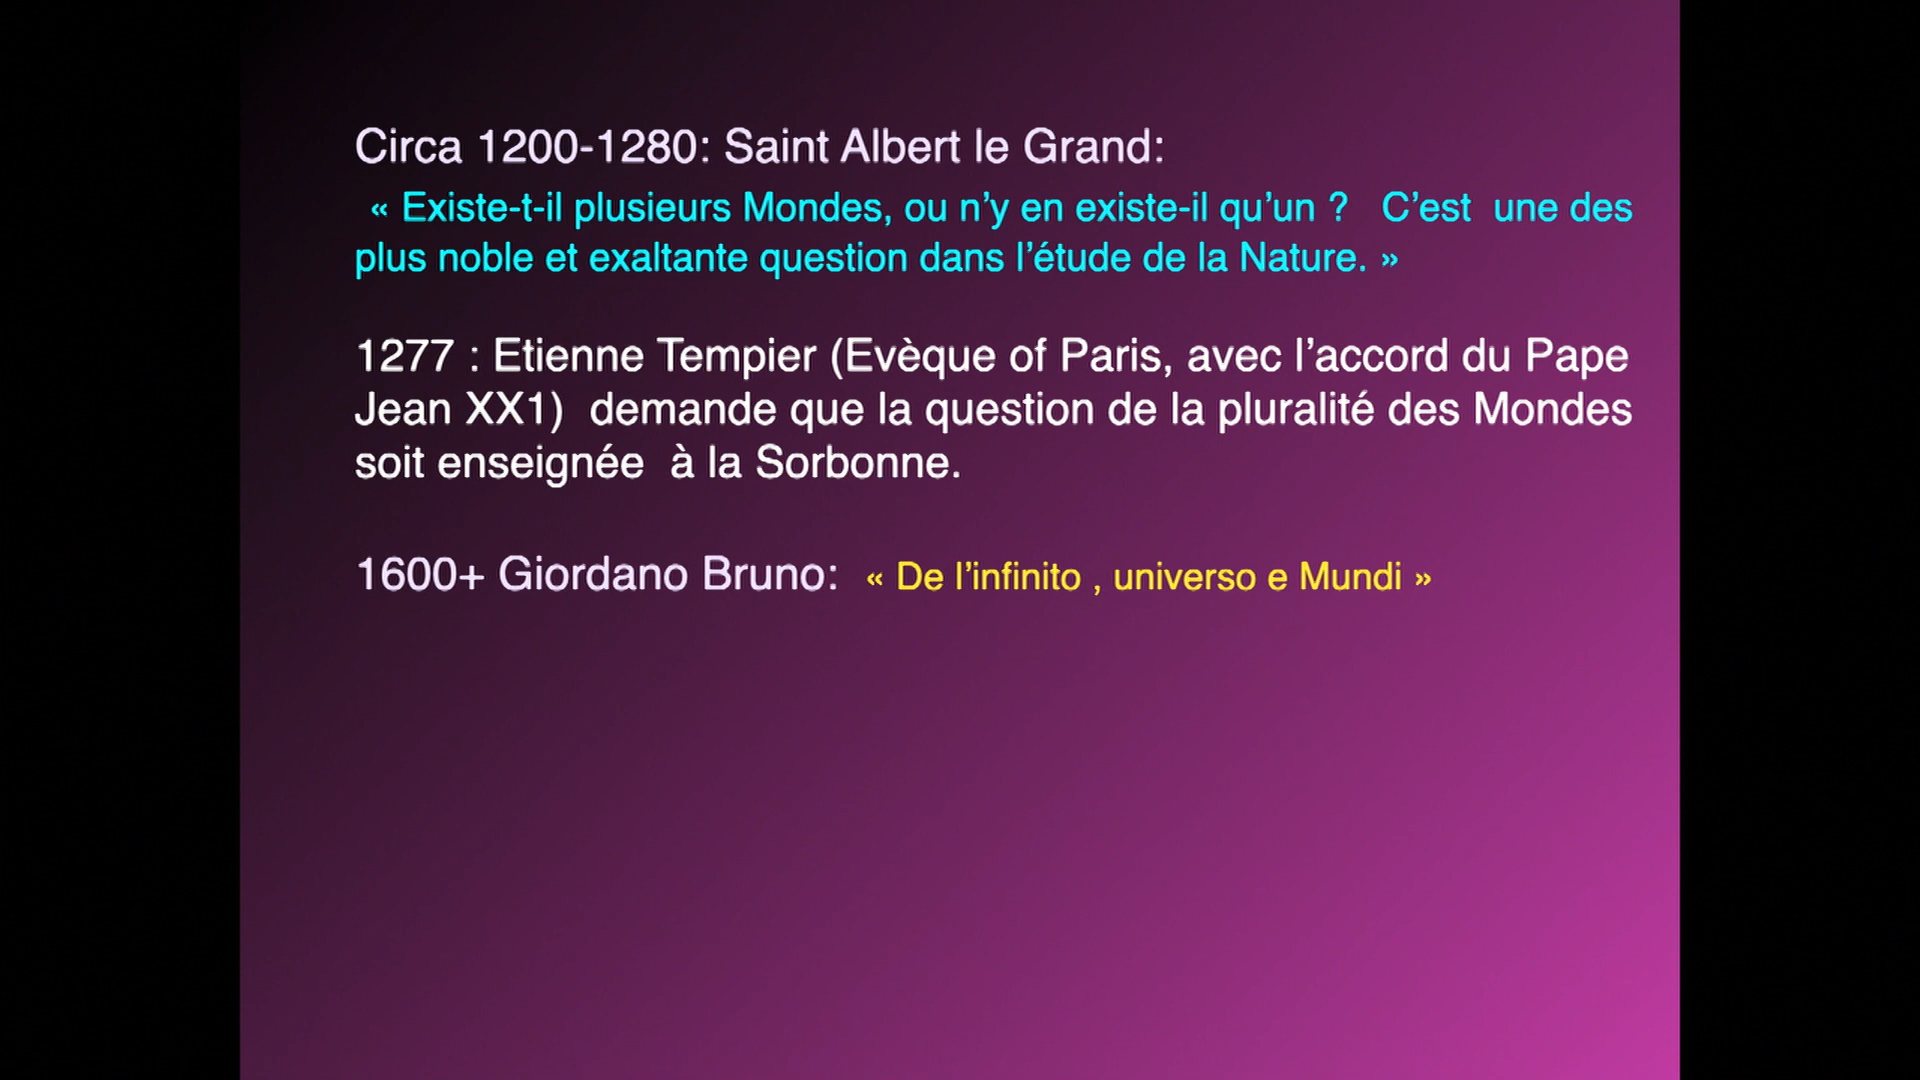 Circa 1200-1280: Saint Albert le Grand:
« Existe-t-il plusieurs Mondes, ou n’y en existe-il qu’un ? C’est une des
plus noble et exaltante question dans l’étude de la Nature. »
1277 : Etienne Tempier (Evèque of Paris, avec l’accord du Pape
Jean XX1) demande que la question de la pluralité des Mondes
soit enseignée à la Sorbonne.
1600+ Giordano Bruno: « De l’infinito , universo e Mundi »